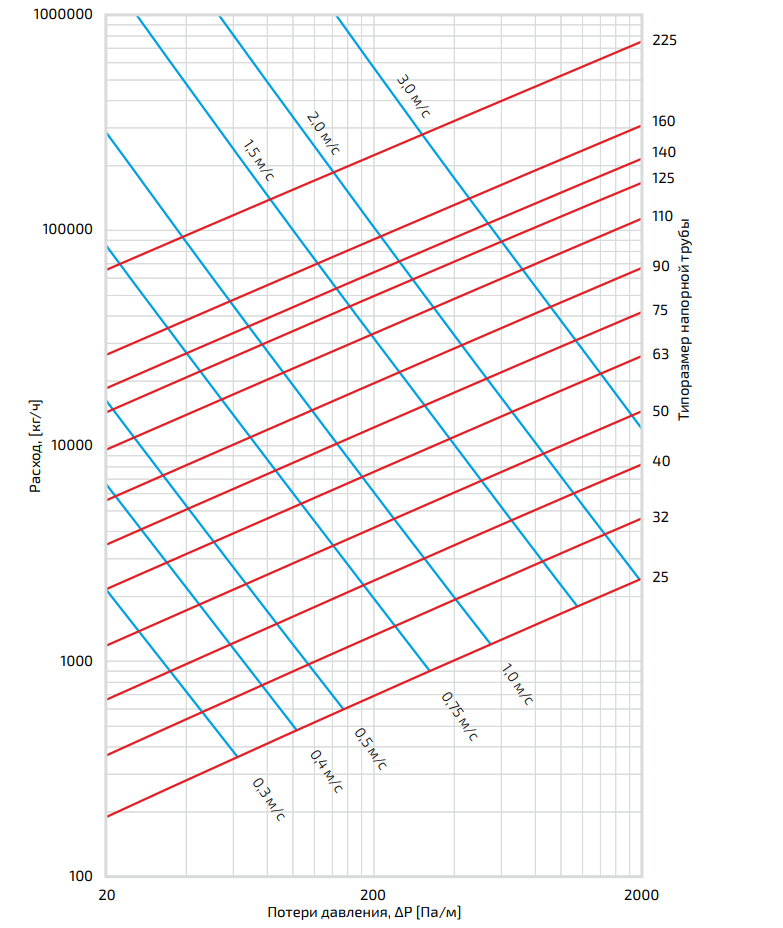 1000000
225
3,0 м/с
2,0 м/с
160
1,5 м/с
140
125
110
100000
90
75
63
Типоразмер напорной трубы
50
Расход, [кг/ч]
10000
40
32
25
1000
1,0 м/с
0,75 м/с
0,5 м/с
0,4 м/с
0,3 м/с
100
20
200
2000
Потери давления, ΔP [Па/м]